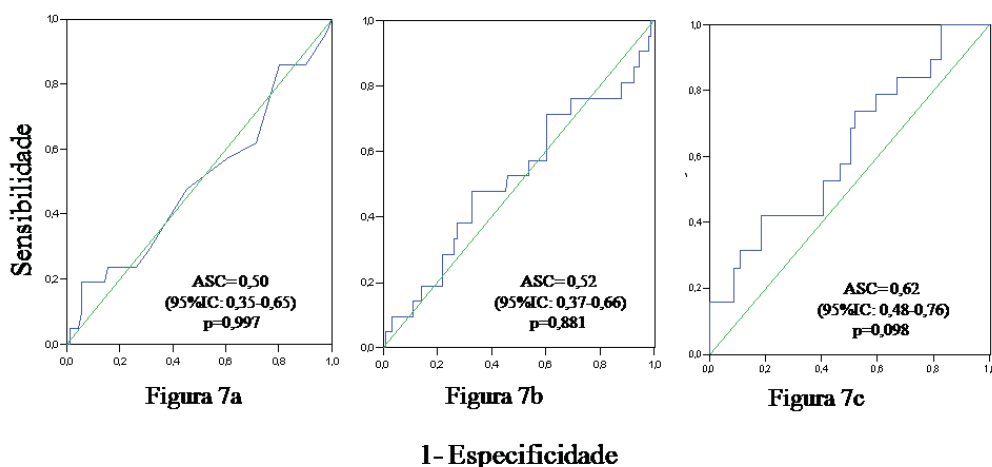 Sensibilidade
1,0
0,8
0,6
0,4
0,2
0,0
0,0 0,2 0,4 0,6 0,8 1,0
ASC=0,50
(95%IC: 0,35-0,65)
p=0,997
Figura 7a
1,0
0,8
0,6
0,4
0,2
0,0
0,0 0,2 0,4 0,6 0,8 1,0
ASC=0,52
(95%IC: 0,37-0,66)
p=0,881
Figura 7b
1,0
0,8
0,6
0,4
0,2
0,0
0,0 0,2 0,4 0,6 0,8 1,0
ASC=0,62
(95%IC: 0,48-0,76)
p=0,098
Figura 7c
1- Especificidade